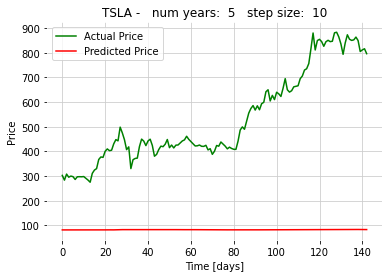 TSLA - num years: 5 step size: 10
Actual Price
Predicted Price
900
800
700
600
500
400
300
200
100
Price
0 20 40 60 80 100 120 140
Time [days]